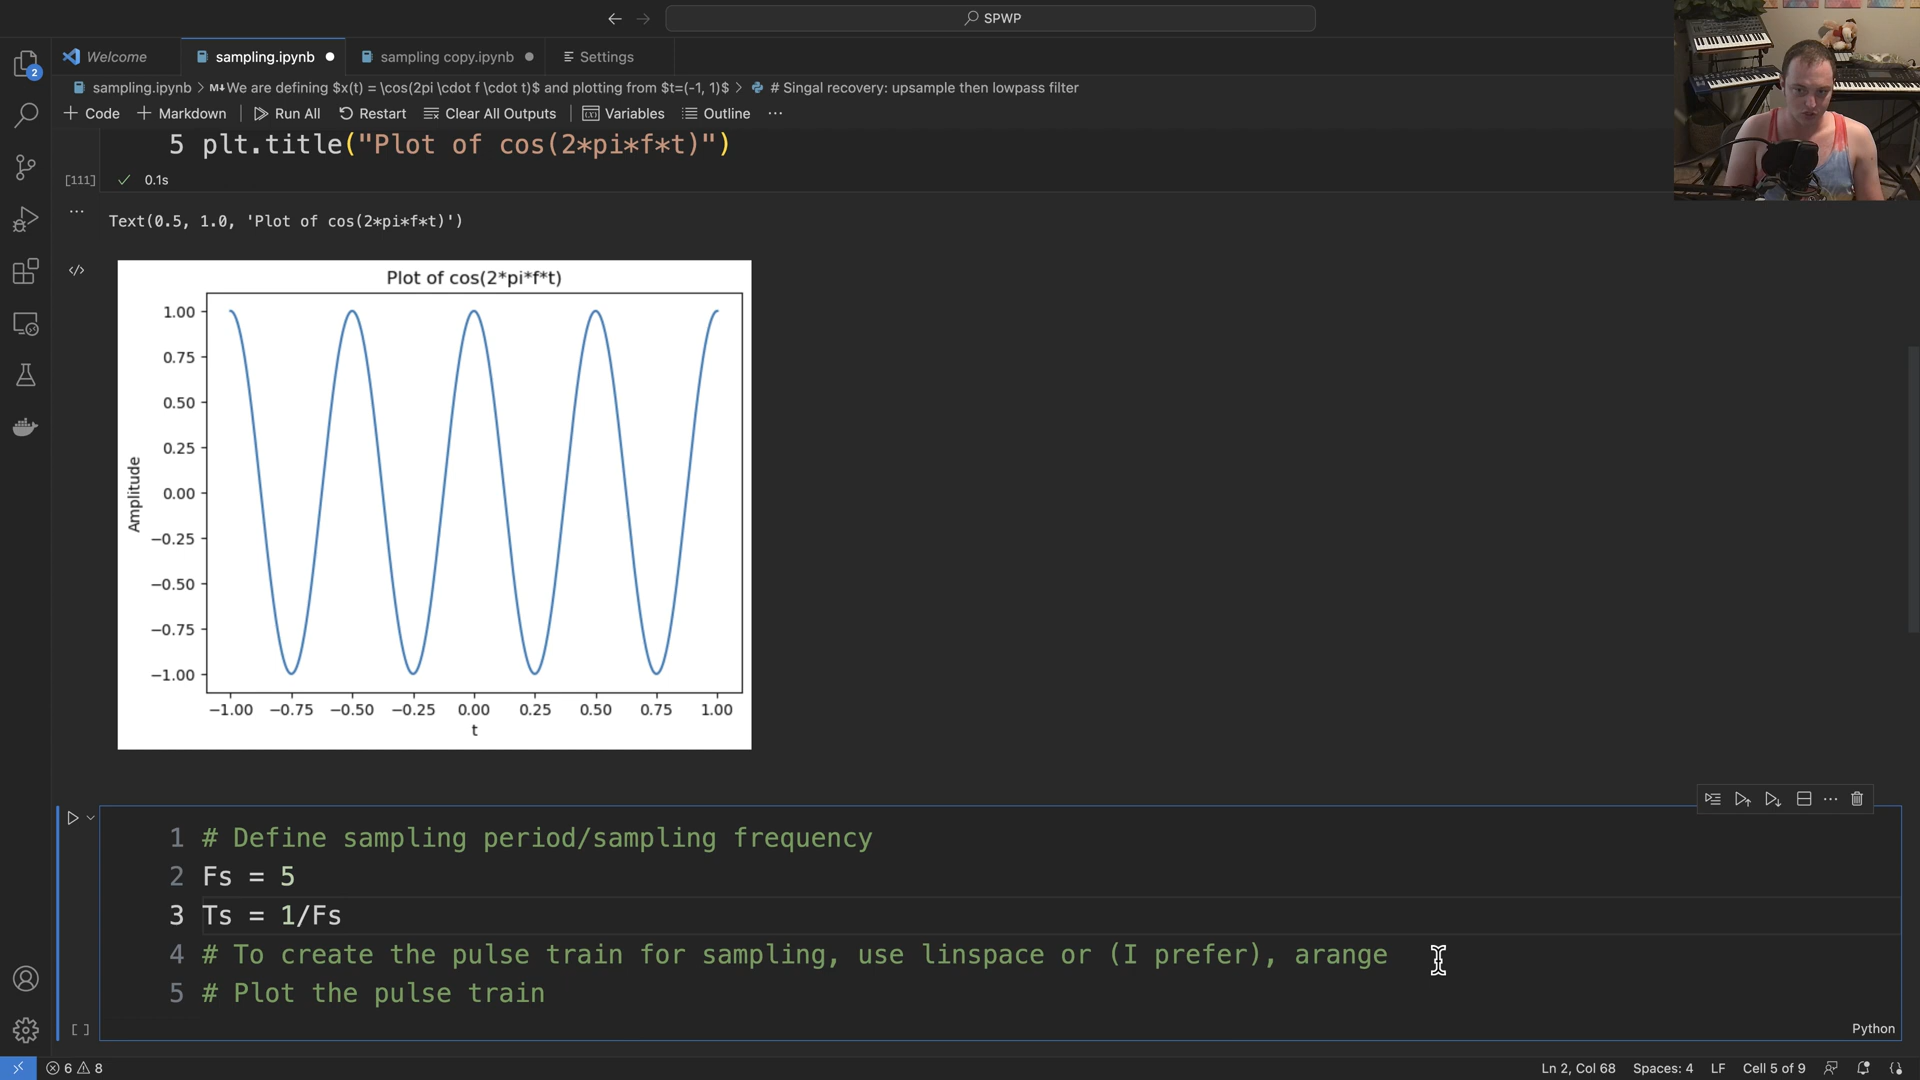 SPWP
Welcome
sampling.ipynb
sampling copy.ipynb
Settings
2
sampling.ipynb > M↓We are defining $x(t) = \cos(2pi \cdot f \cdot t)$ and plotting from $t=(-1, 1)$ > # Singal recovery: upsample then lowpass filter
+ Code + Markdown Run All Restart Clear All Outputs Variables Outline ...
5 plt.title("Plot of cos(2*pi*f*t)")
[111] ✓ 0.1s
... Text(0.5, 1.0, 'Plot of cos(2*pi*f*t)')
</>
Plot of cos(2*pi*f*t)
1.00
0.75
0.50
0.25
0.00
−0.25
−0.50
−0.75
−1.00
Amplitude
−1.00 −0.75 −0.50 −0.25 0.00 0.25 0.50 0.75 1.00
t
1 # Define sampling period/sampling frequency
2 Fs = 5
3 Ts = 1/Fs
4 # To create the pulse train for sampling, use linspace or (I prefer), arange
5 # Plot the pulse train
[ ]
Python
6 8
Ln 2, Col 68 Spaces: 4 LF Cell 5 of 9